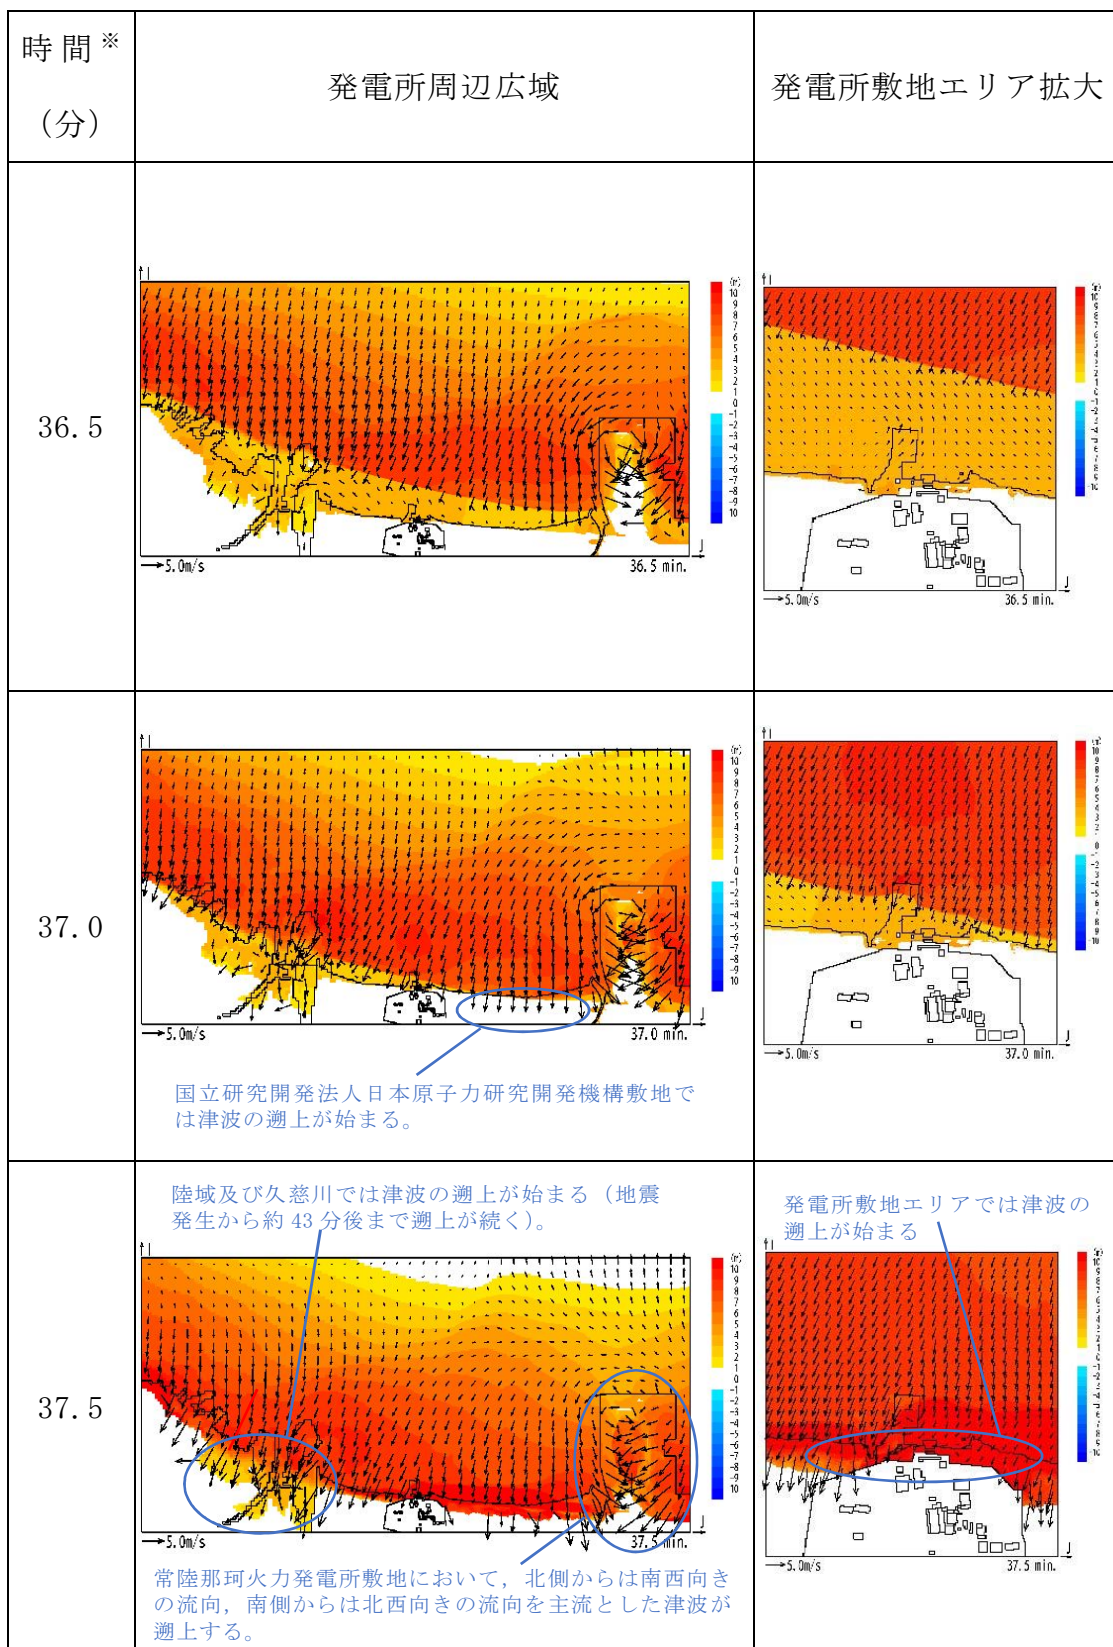 時間※
(分)
発電所周辺広域
発電所敷地エリア拡大
36.5
5.0m/s
36.5 min.
5.0m/s
36.5 min.
37.0
5.0m/s
37.0 min.
国立研究開発法人日本原子力研究開発機構敷地で
は津波の遡上が始まる。
5.0m/s
37.0 min.
37.5
陸域及び久慈川では津波の遡上が始まる（地震
発生から約 43 分後まで遡上が続く）。
5.0m/s
37.5 min.
常陸那珂火力発電所敷地において，北側からは南西向き
の流向，南側からは北西向きの流向を主流とした津波が
遡上する。
発電所敷地エリアでは津波の
遡上が始まる
5.0m/s
37.5 min.